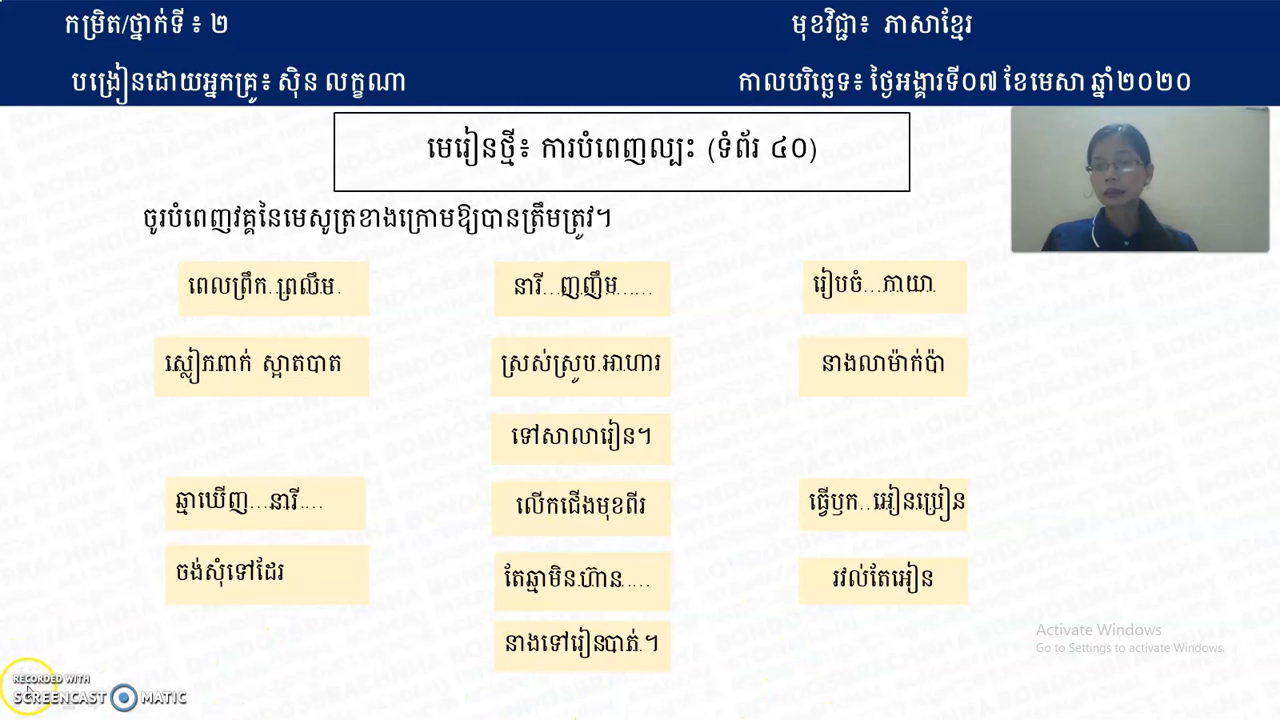 កម្រិត/ថ្នាក់ទី ៖ ២
មុខវិជ្ជា៖ ភាសាខ្មែរ
បង្រៀនដោយអ្នកគ្រូ៖ ស៊ិន លក្ខណា
កាលបរិច្ឆេទ៖ ថ្ងៃអង្គារទី០៧ ខែមេសា ឆ្នាំ២០២០
មេរៀនថ្មី៖ ការបំពេញល្បះ (ទំព័រ ៤០)
ចូរបំពេញវគ្គនៃមេសូត្រខាងក្រោមឱ្យបានត្រឹមត្រូវ។
ពេលព្រឹក..ព្រលឹម.
នារី...ញញឹម......
រៀបចំ...កាយា.
ស្លៀកពាក់ ស្អាតបាត
ស្រស់ស្រូប.អាហារ
នាងលាម៉ាក់ប៉ា
ទៅសាលារៀន។
ឆ្មាឃើញ...នារី....
លើកជើងមុខពីរ
ធ្វើឫក..អៀនប្រៀន
ចង់សុំទៅដែរ
តែឆ្មាមិន.ហ៊ាន.....
រវល់តែអៀន
នាងទៅរៀនបាត់.។
Activate Windows
Go to Settings to activate Windows.
RECORDED WITH
SCREENCAST MATIC